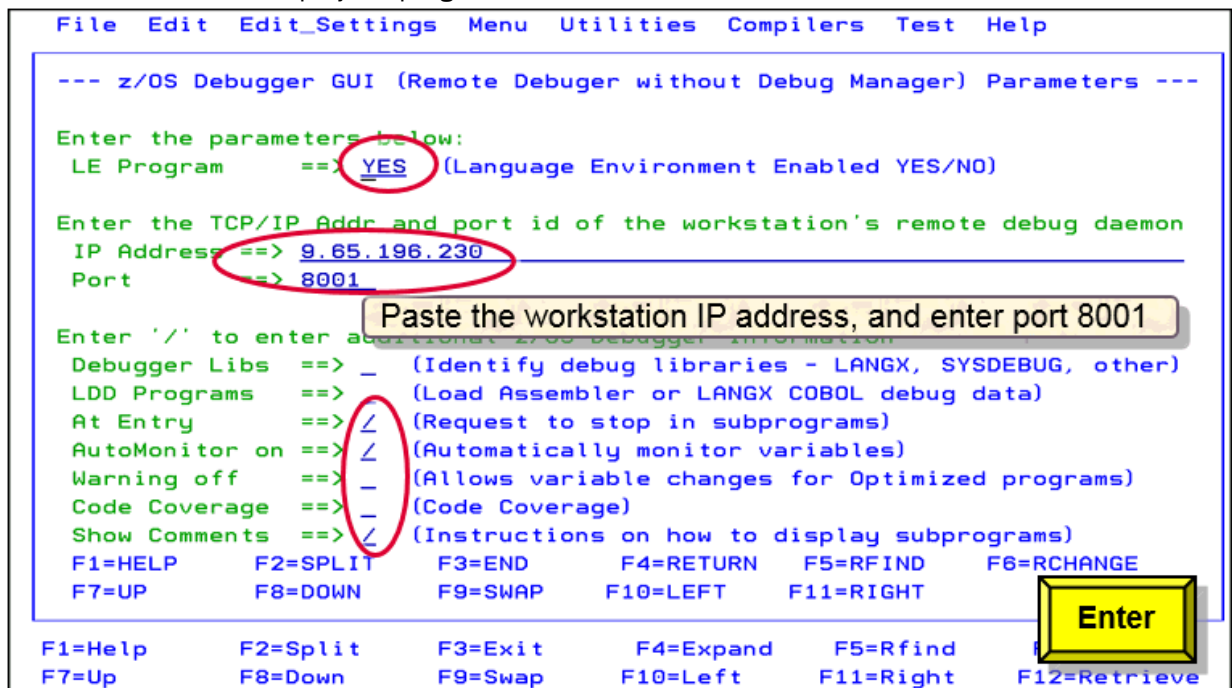 File Edit Edit_Settings Menu Utilities Compilers Test Help
--- z/OS Debugger GUI (Remote Debuger without Debug Manager) Parameters ---
Enter the parameters below:
LE Program ==> YES (Language Environment Enabled YES/NO)
Enter the TCP/IP Addr and port id of the workstation's remote debug daemon
IP Address ==> 9.65.196.230
Port ==> 8001
Paste the workstation IP address, and enter port 8001
Enter '/' to enter additional z/OS Debugger information
Debugger Libs ==> _ (Identify debug libraries - LANGX, SYSDEBUG, other)
LDD Programs ==> _ (Load Assembler or LANGX COBOL debug data)
At Entry ==> / (Request to stop in subprograms)
AutoMonitor on ==> / (Automatically monitor variables)
Warning off ==> _ (Allows variable changes for Optimized programs)
Code Coverage ==> _ (Code Coverage)
Show Comments ==> / (Instructions on how to display subprograms)
F1=HELP F2=SPLIT F3=END F4=RETURN F5=RFIND F6=RCHANGE
F7=UP F8=DOWN F9=SWAP F10=LEFT F11=RIGHT
Enter
F1=Help F2=Split F3=Exit F4=Expand F5=Rfind
F7=Up F8=Down F9=Swap F10=Left F11=Right F12=Retrieve